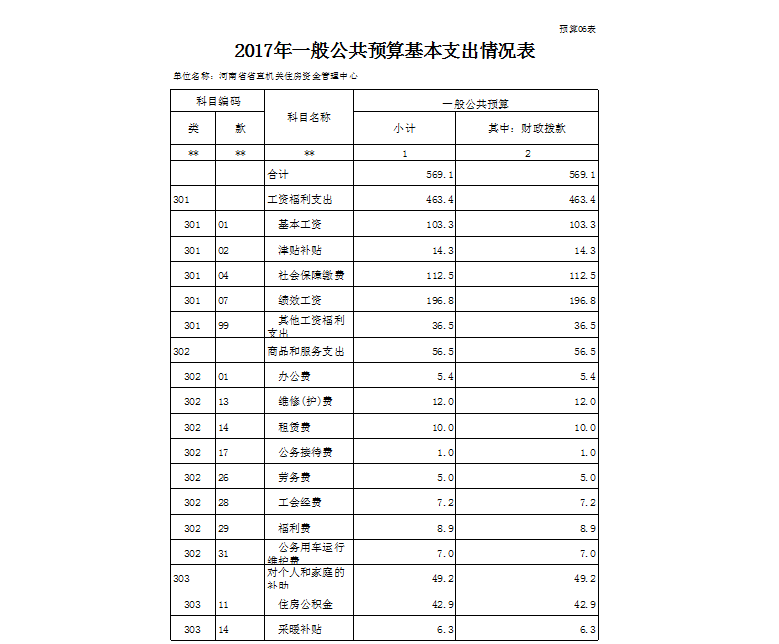 预算06表
2017年一般公共预算基本支出情况表
单位名称：河南省省直机关住房资金管理中心
科目编码 科目名称 一般公共预算
类 款 小计 其中：财政拨款
** ** ** 1 2
合计 569.1 569.1
301 工资福利支出 463.4 463.4
301 01 基本工资 103.3 103.3
301 02 津贴补贴 14.3 14.3
301 04 社会保障缴费 112.5 112.5
301 07 绩效工资 196.8 196.8
301 99 其他工资福利支出 36.5 36.5
302 商品和服务支出 56.5 56.5
302 01 办公费 5.4 5.4
302 13 维修(护)费 12.0 12.0
302 14 租赁费 10.0 10.0
302 17 公务接待费 1.0 1.0
302 26 劳务费 5.0 5.0
302 28 工会经费 7.2 7.2
302 29 福利费 8.9 8.9
302 31 公务用车运行维护费 7.0 7.0
303 对个人和家庭的补助 49.2 49.2
303 11 住房公积金 42.9 42.9
303 14 采暖补贴 6.3 6.3